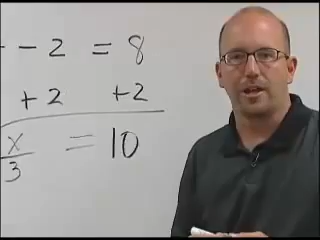 - 2 = 8
+2 +2
x/3 = 10